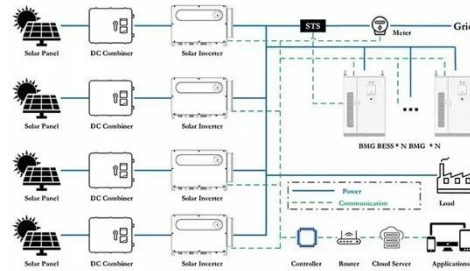 STS
Meter
Grid
Solar Panel
DC Combiner
Solar Inverter
Solar Panel
DC Combiner
Solar Inverter
BMG BESS * N BMG * N
Solar Panel
DC Combiner
Solar Inverter
Power
Communication
Load
Solar Panel
DC Combiner
Solar Inverter
Controller
Router
Cloud Server
Applications